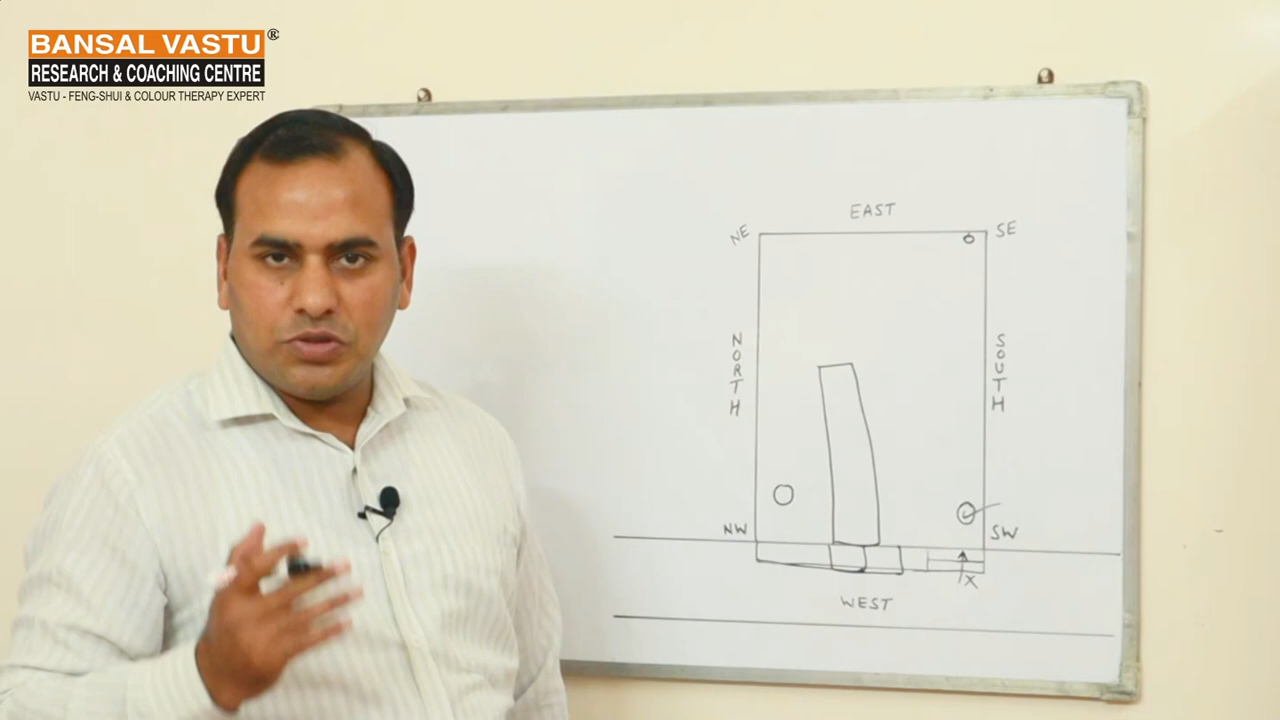 BANSAL VASTU®
RESEARCH & COACHING CENTRE
VASTU - FENG-SHUI & COLOUR THERAPY EXPERT
EAST
NE
SE
NORTH
SOUTH
NW
SW
X
WEST